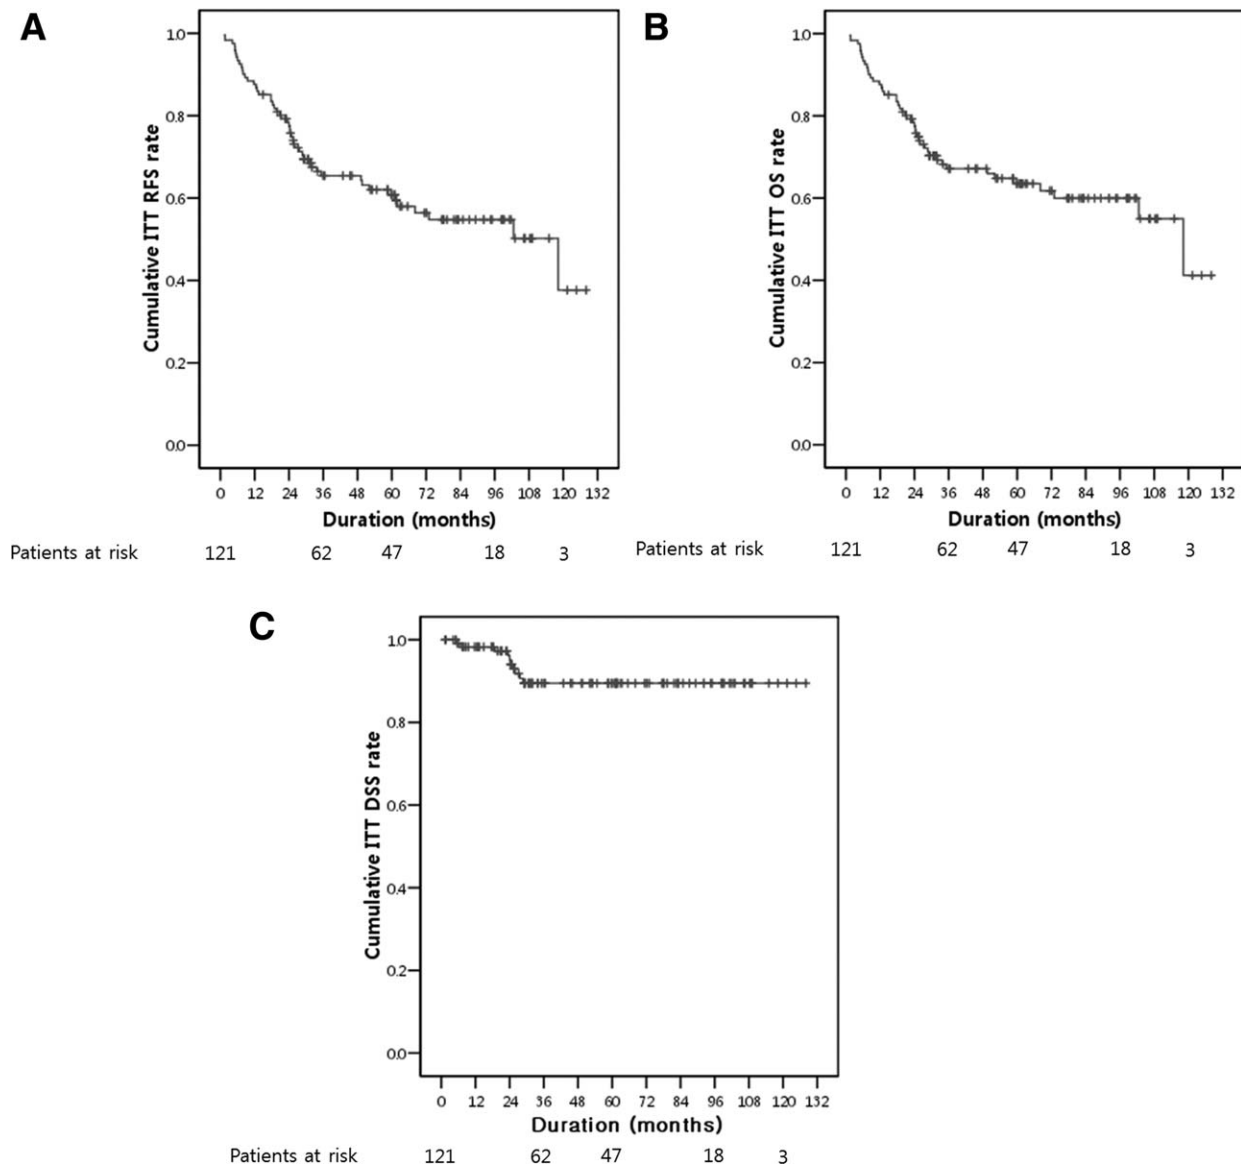 A
Cumulative ITT RFS rate
1.0
0.8
0.6
0.4
0.2
0.0
0 12 24 36 48 60 72 84 96 108 120 132
Duration (months)
Patients at risk 121 62 47 18 3
B
Cumulative ITT OS rate
1.0
0.8
0.6
0.4
0.2
0.0
0 12 24 36 48 60 72 84 96 108 120 132
Duration (months)
Patients at risk 121 62 47 18 3
C
Cumulative ITT DSS rate
1.0
0.8
0.6
0.4
0.2
0.0
0 12 24 36 48 60 72 84 96 108 120 132
Duration (months)
Patients at risk 121 62 47 18 3